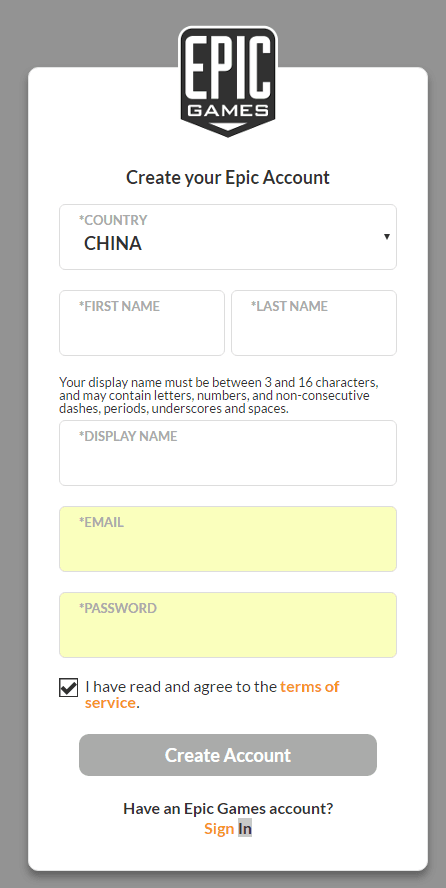 EPIC
GAMES
Create your Epic Account
*COUNTRY
CHINA
*FIRST NAME
*LAST NAME
Your display name must be between 3 and 16 characters,
and may contain letters, numbers, and non-consecutive
dashes, periods, underscores and spaces.
*DISPLAY NAME
*EMAIL
*PASSWORD
I have read and agree to the terms of
service.
Create Account
Have an Epic Games account?
Sign In